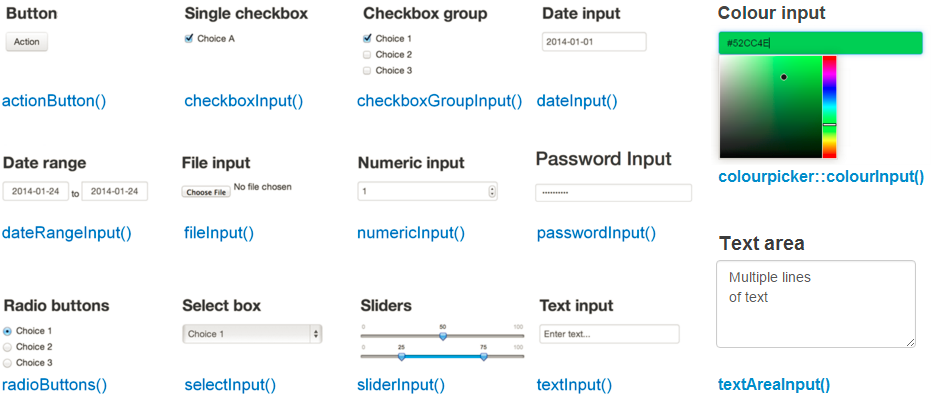 Button
Action
actionButton()
Single checkbox
Choice A
checkboxInput()
Checkbox group
Choice 1
Choice 2
Choice 3
checkboxGroupInput()
Date input
2014-01-01
dateInput()
Colour input
#52CC4E
colourpicker::colourInput()
Date range
2014-01-24 to 2014-01-24
dateRangeInput()
File input
Choose File No file chosen
fileInput()
Numeric input
1
numericInput()
Password Input
••••••••••
passwordInput()
Text area
Multiple lines
of text
textAreaInput()
Radio buttons
Choice 1
Choice 2
Choice 3
radioButtons()
Select box
Choice 1
selectInput()
Sliders
0 50 100
0 25 75 100
sliderInput()
Text input
Enter text...
textInput()